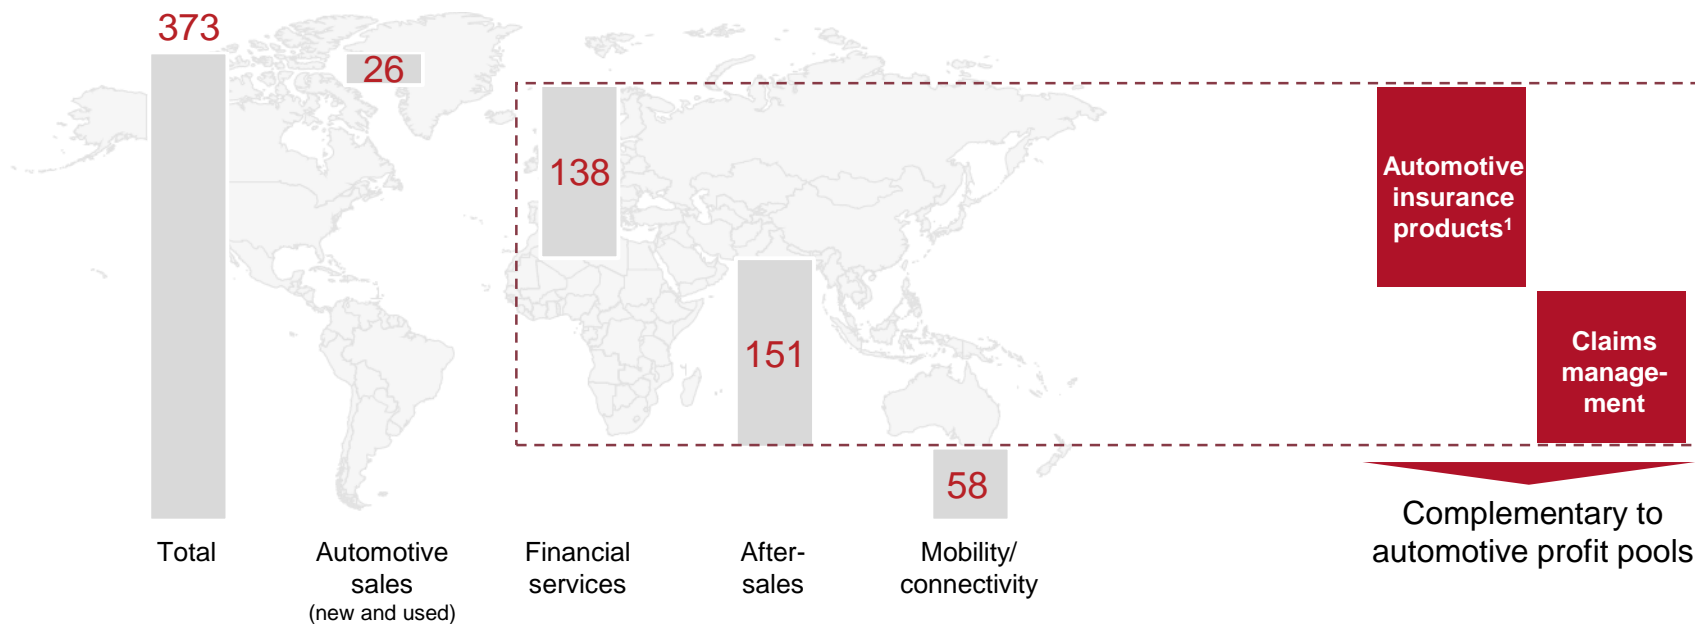 373
26
138
151
58
Automotive
insurance
products¹
Claims
manage-
ment
Total
Automotive
sales
(new and used)
Financial
services
After-
sales
Mobility/
connectivity
Complementary to
automotive profit pools